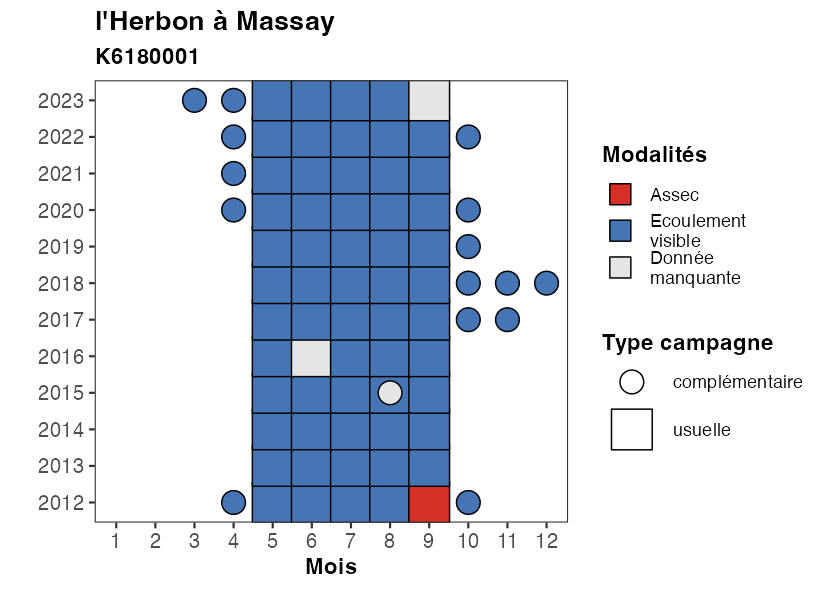 l'Herbon à Massay
K6180001
2023
2022
2021
2020
2019
2018
2017
2016
2015
2014
2013
2012
1 2 3 4 5 6 7 8 9 10 11 12
Mois
Modalités
Assec
Ecoulement
visible
Donnée
manquante
Type campagne
complémentaire
usuelle